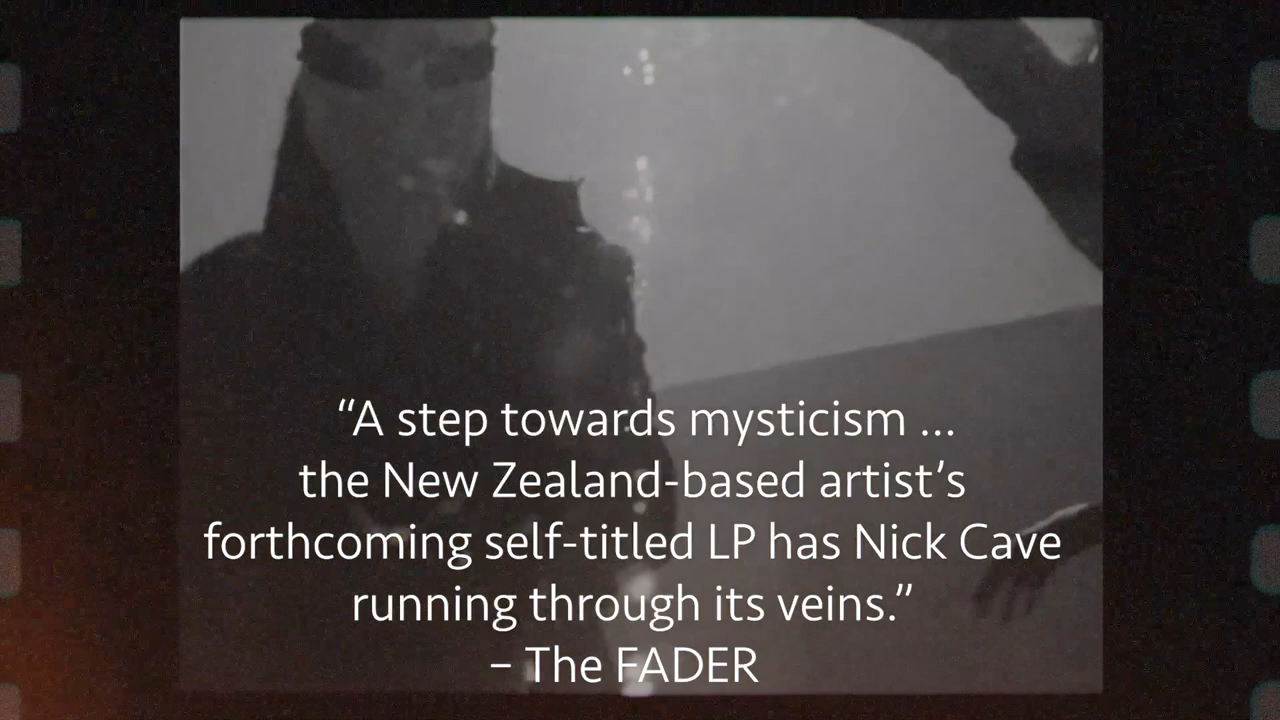 “A step towards mysticism ...
the New Zealand-based artist’s
forthcoming self-titled LP has Nick Cave
running through its veins.”
– The FADER